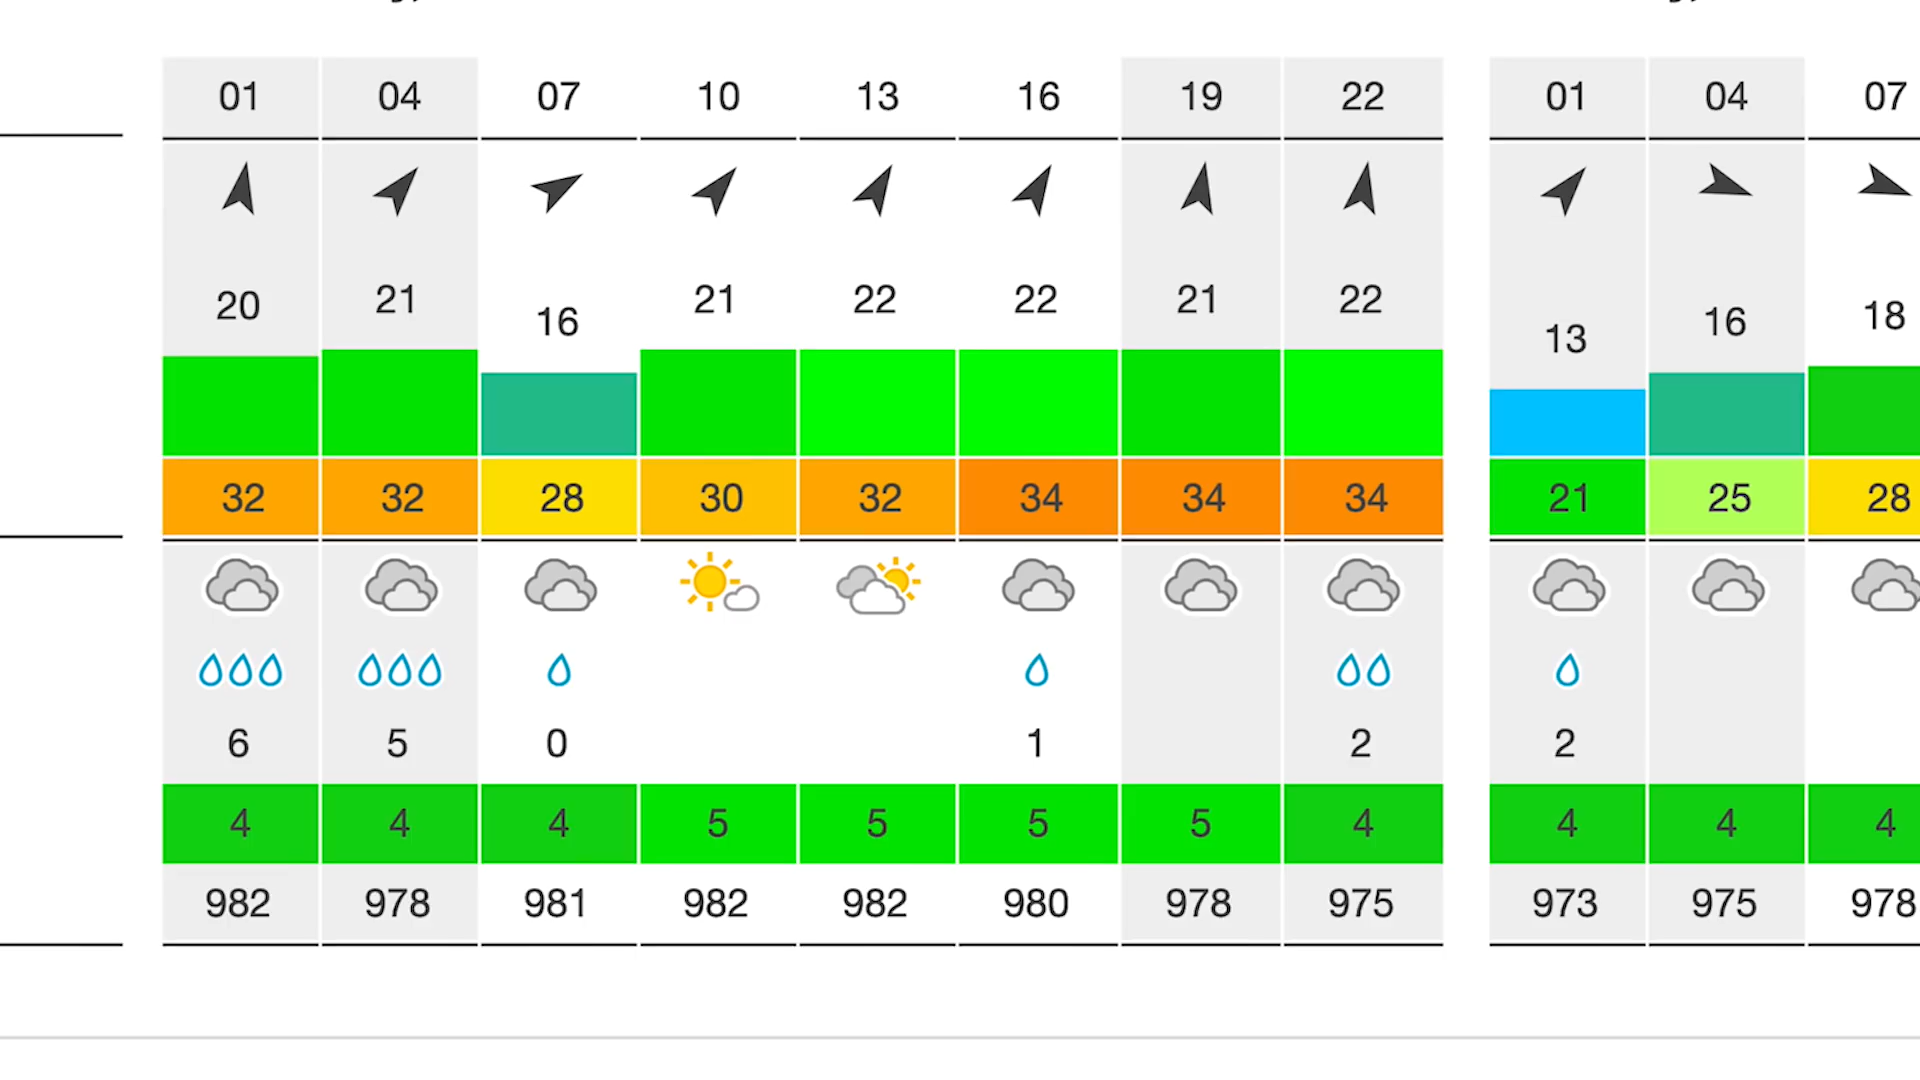 01 04 07 10 13 16 19 22 01 04 07
20 21 16 21 22 22 21 22 13 16 18
32 32 28 30 32 34 34 34 21 25 28
6 5 0 1 2 2
4 4 4 5 5 5 5 4 4 4 4
982 978 981 982 982 980 978 975 973 975 978